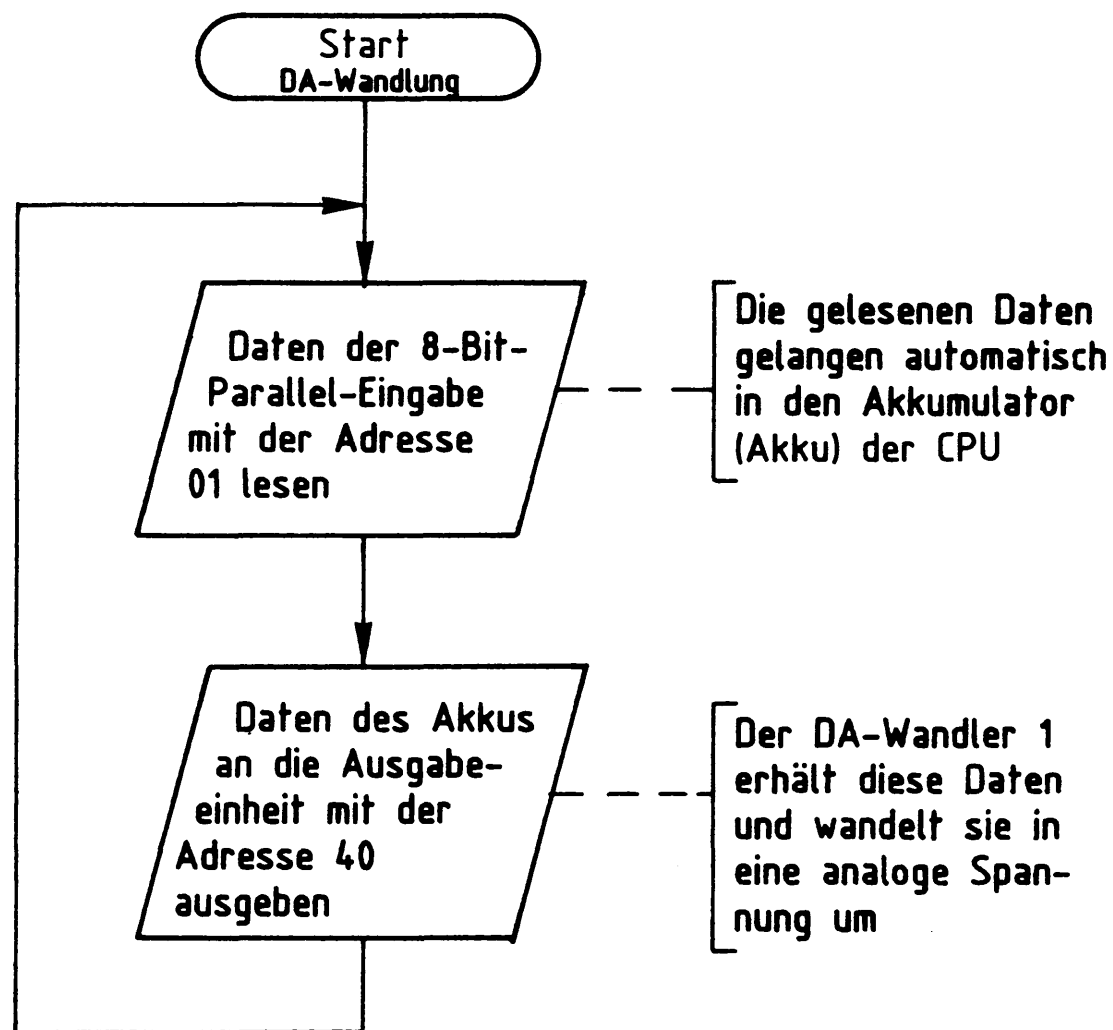 Start
DA-Wandlung
Daten der 8-Bit-
Parallel-Eingabe
mit der Adresse
01 lesen
Die gelesenen Daten
gelangen automatisch
in den Akkumulator
(Akku) der CPU
Daten des Akkus
an die Ausgabe-
einheit mit der
Adresse 40
ausgeben
Der DA-Wandler 1
erhält diese Daten
und wandelt sie in
eine analoge Span-
nung um